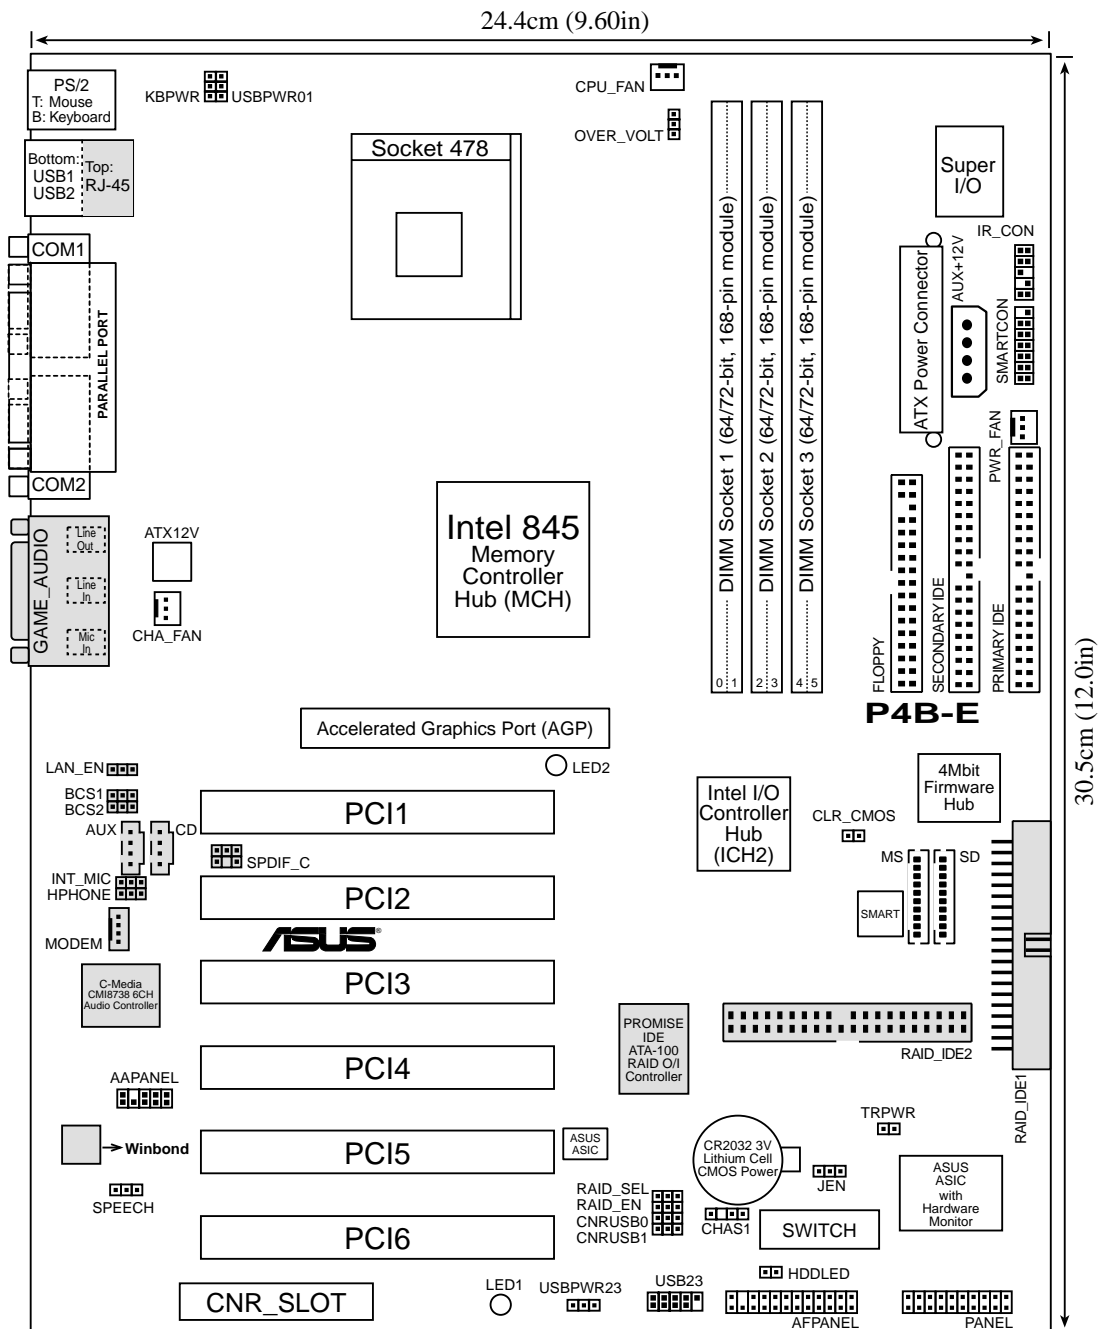 24.4cm (9.60in)
PS/2
T: Mouse
B: Keyboard
KBPWR
USBPWR01
CPU_FAN
OVER_VOLT
Bottom:
USB1
USB2
Top:
RJ-45
Socket 478
Super
I/O
COM1
PARALLEL PORT
COM2
DIMM Socket 1 (64/72-bit, 168-pin module)
DIMM Socket 2 (64/72-bit, 168-pin module)
DIMM Socket 3 (64/72-bit, 168-pin module)
0 1
2 3
4 5
ATX Power Connector
AUX+12V
IR_CON
SMARTCON
PWR_FAN
GAME_AUDIO
Line
Out
Line
In
Mic
In
ATX12V
CHA_FAN
Intel 845
Memory
Controller
Hub (MCH)
FLOPPY
SECONDARY IDE
PRIMARY IDE
P4B-E
30.5cm (12.0in)
Accelerated Graphics Port (AGP)
LED2
LAN_EN
BCS1
BCS2
AUX
CD
PCI1
SPDIF_C
Intel I/O
Controller
Hub
(ICH2)
4Mbit
Firmware
Hub
CLR_CMOS
MS
SD
INT_MIC
HPHONE
PCI2
SMART
MODEM
ASUS®
C-Media
CMI8738 6CH
Audio Controller
PCI3
PROMISE
IDE
ATA-100
RAID O/I
Controller
RAID_IDE2
RAID_IDE1
AAPANEL
PCI4
TRPWR
Winbond
PCI5
ASUS
ASIC
CR2032 3V
Lithium Cell
CMOS Power
JEN
ASUS
ASIC
with
Hardware
Monitor
SPEECH
RAID_SEL
RAID_EN
CNRUSB0
CNRUSB1
CHAS1
PCI6
SWITCH
HDDLED
CNR_SLOT
LED1
USBPWR23
USB23
AFPANEL
PANEL